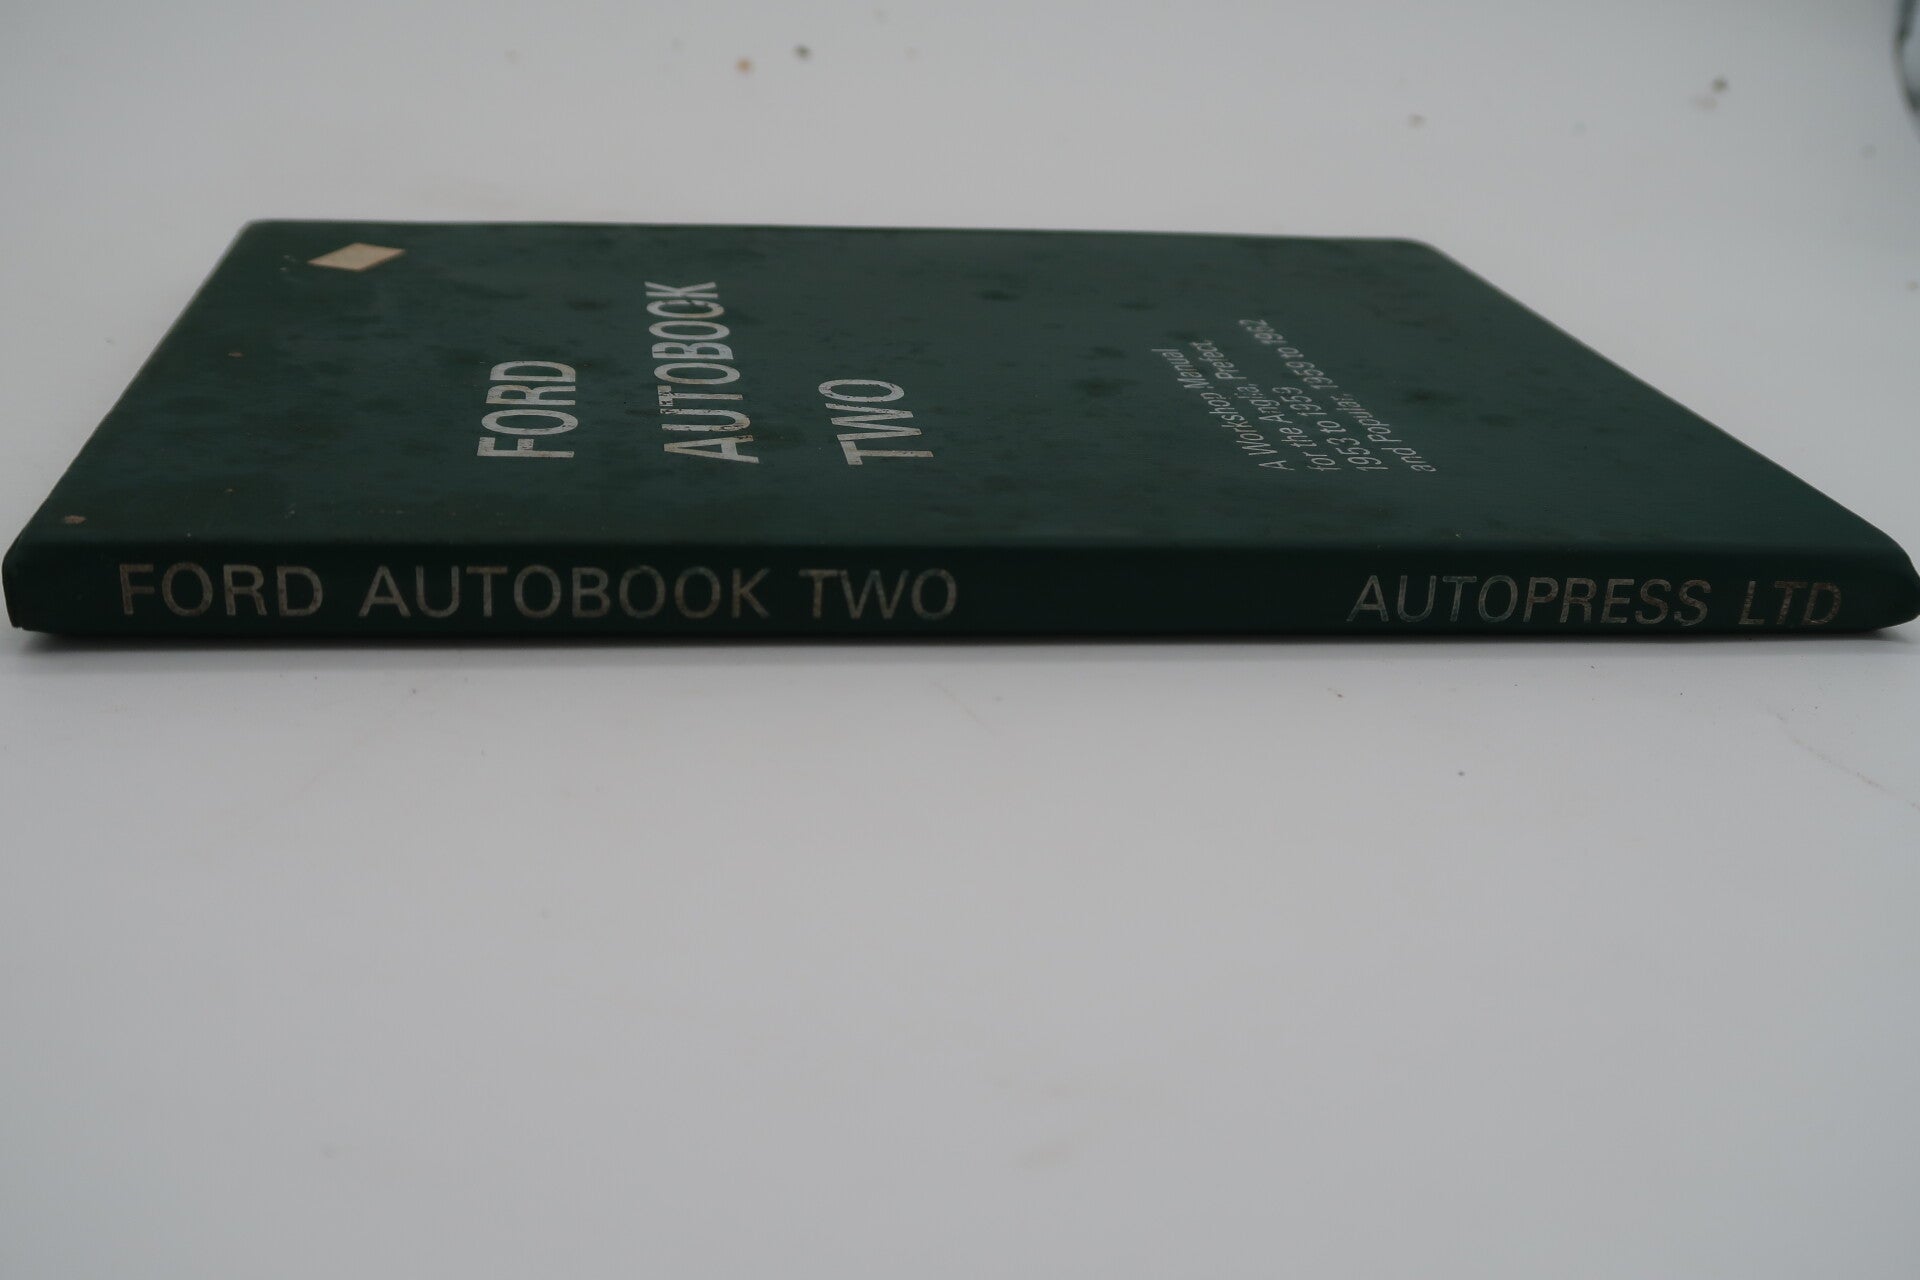 FORD
AUTOBOOK
TWO
A Workshop Manual
for the Anglia, Prefect
1953 to 1959
and Popular, 1959 to 1962
FORD AUTOBOOK TWO
AUTOPRESS LTD